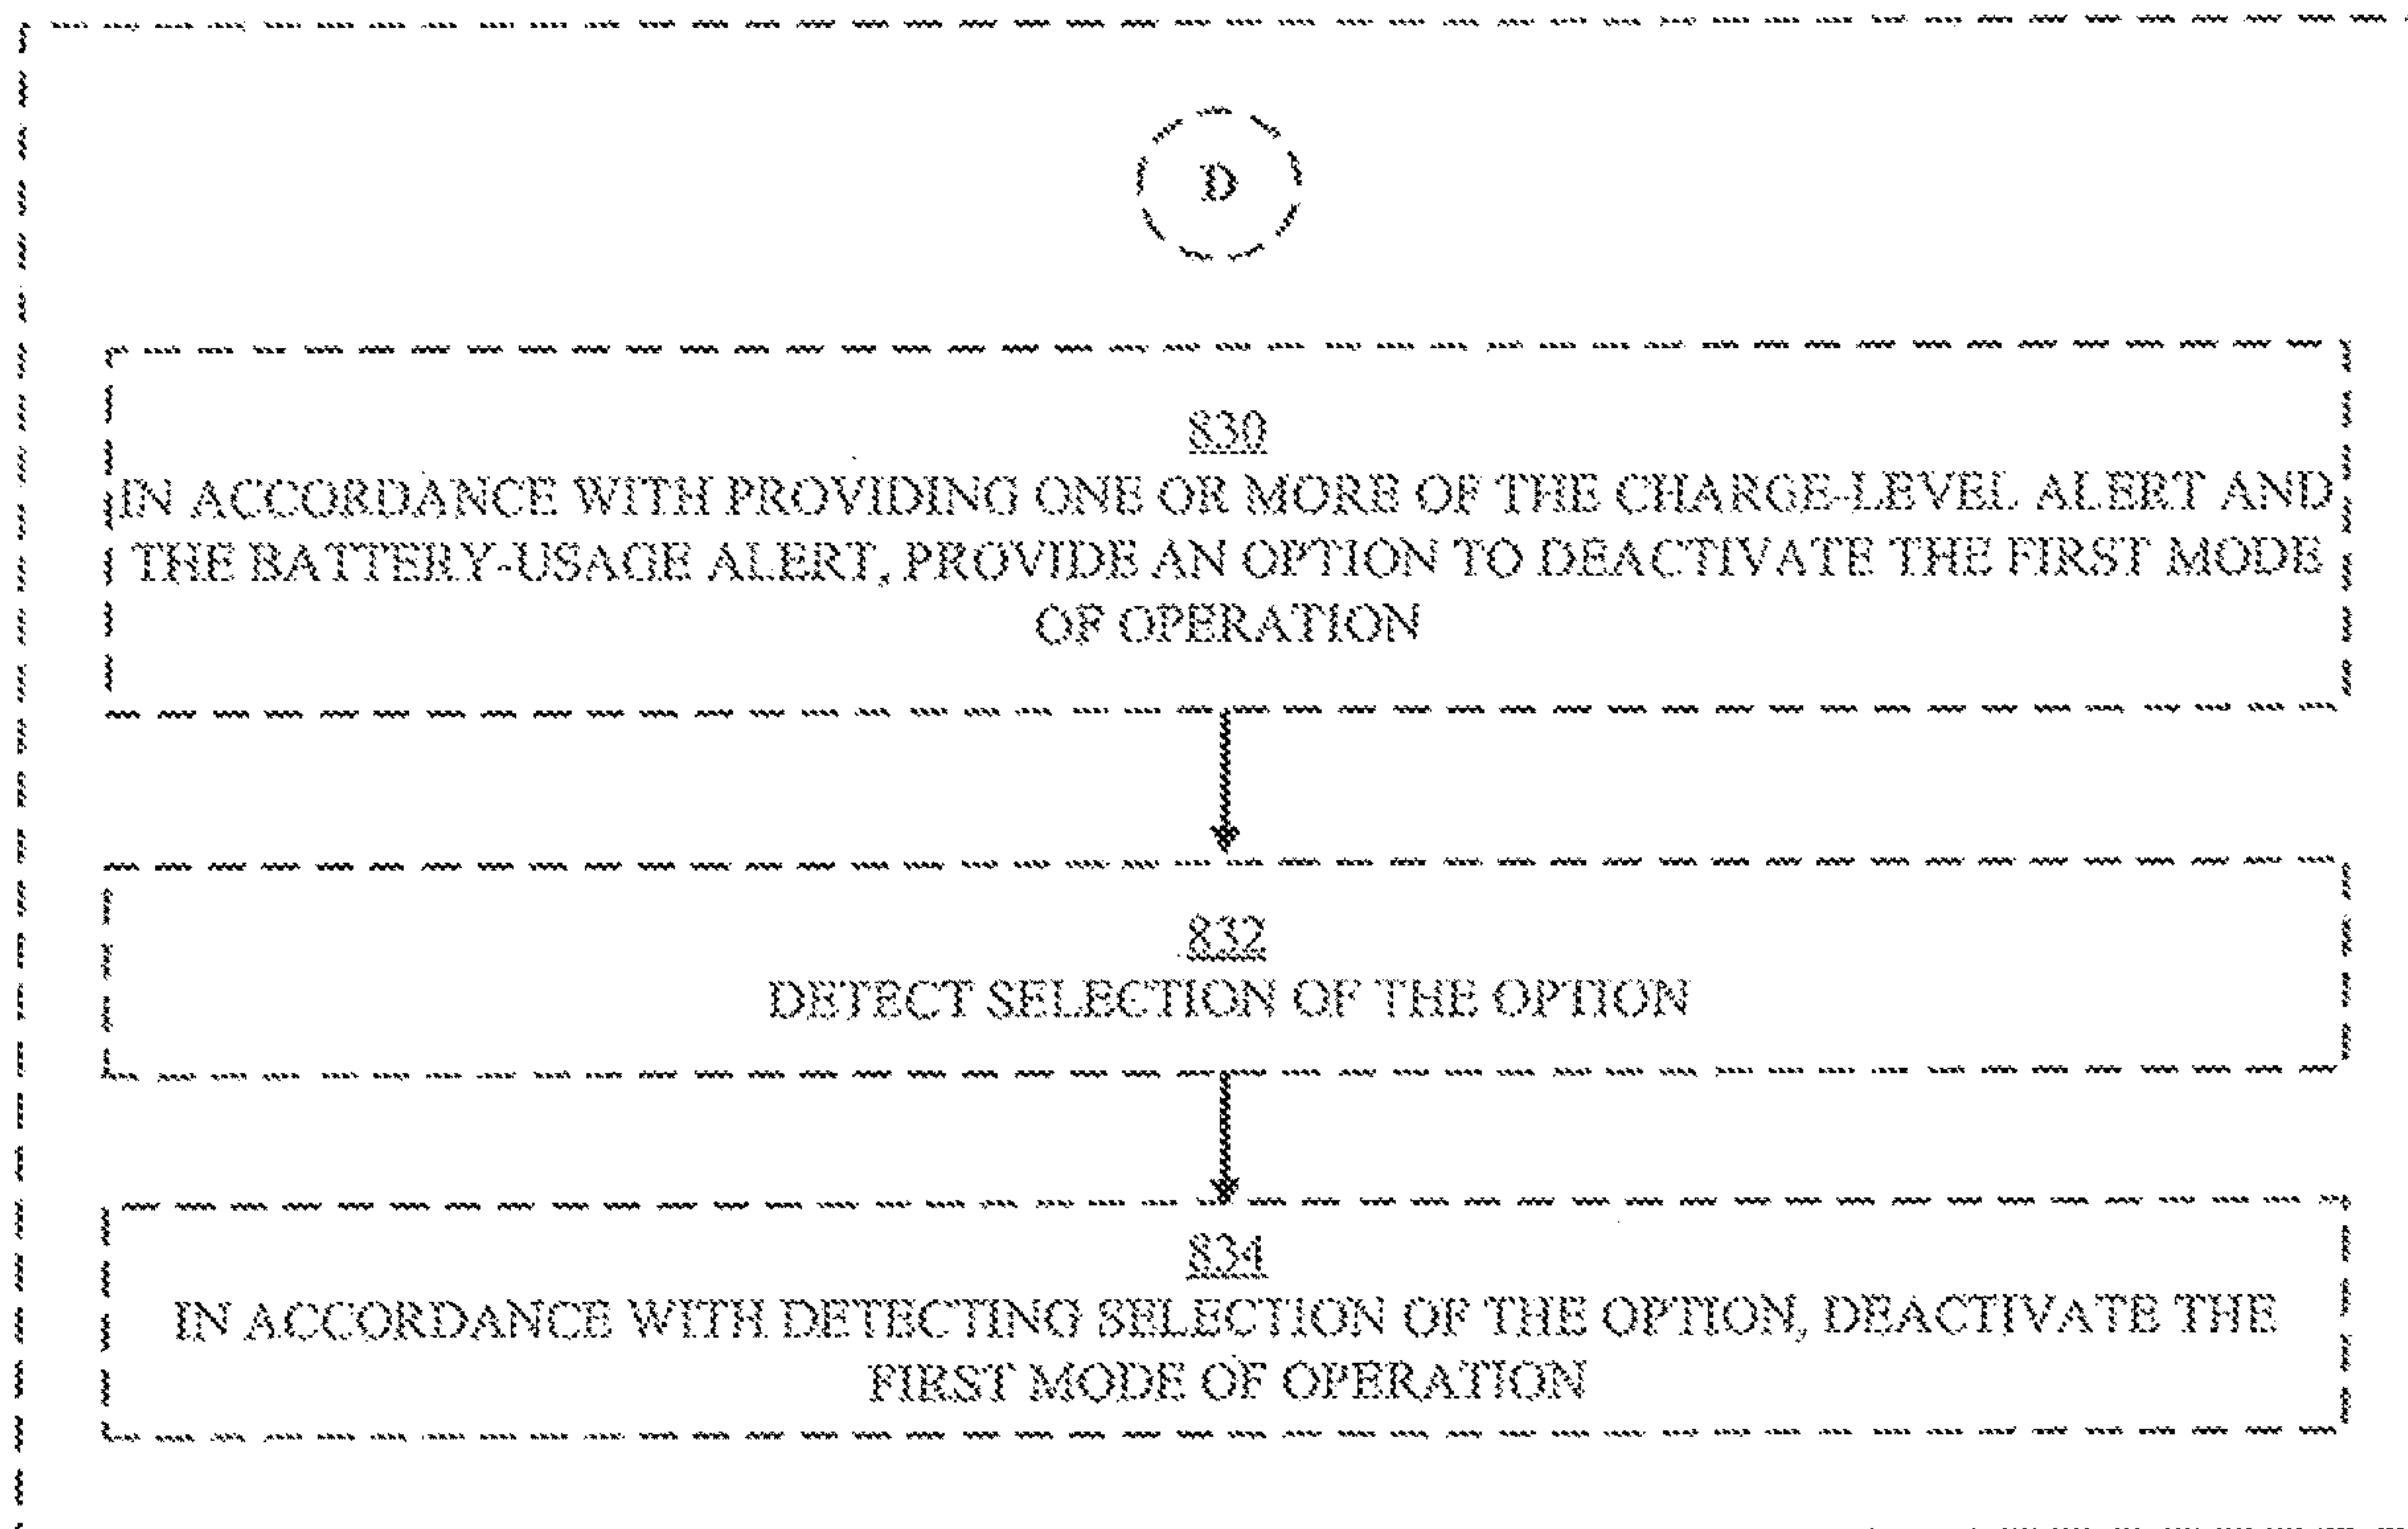 D
830
IN ACCORDANCE WITH PROVIDING ONE OR MORE OF THE CHARGE-LEVEL ALERT AND
THE BATTERY-USAGE ALERT, PROVIDE AN OPTION TO DEACTIVATE THE FIRST MODE
OF OPERATION
832
DETECT SELECTION OF THE OPTION
834
IN ACCORDANCE WITH DETECTING SELECTION OF THE OPTION, DEACTIVATE THE
FIRST MODE OF OPERATION